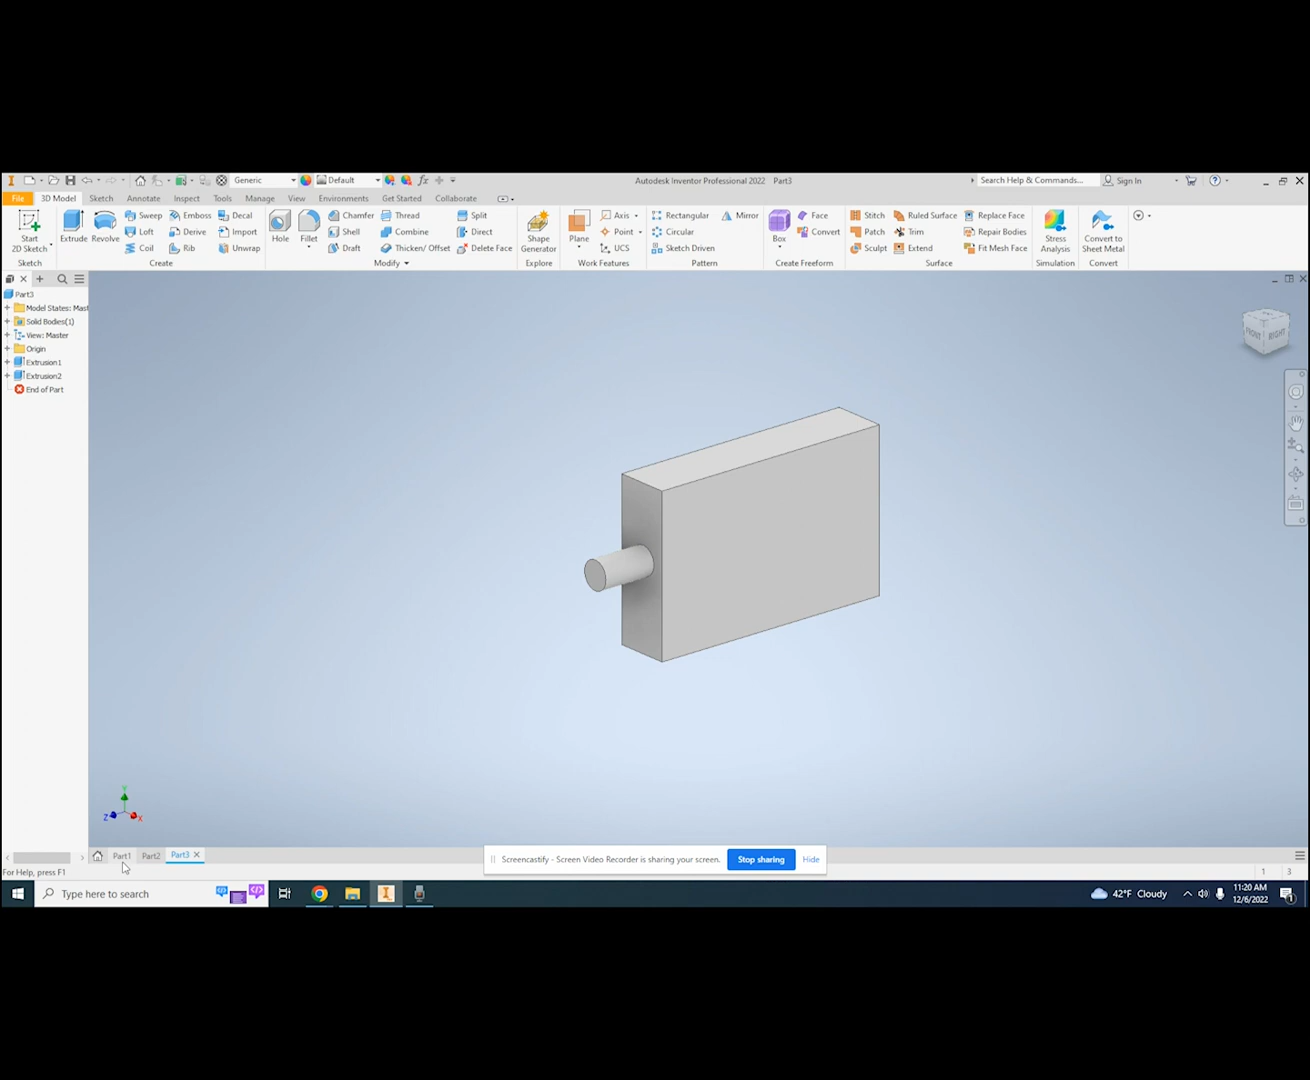 Generic
Default
Autodesk Inventor Professional 2022 Part3
Search Help & Commands...
Sign In
File 3D Model Sketch Annotate Inspect Tools Manage View Environments Get Started Collaborate
Start 2D Sketch
Extrude
Revolve
Sweep Emboss Decal
Loft Derive Import
Coil Rib Unwrap
Hole
Fillet
Chamfer Thread Split
Shell Combine Direct
Draft Thicken/ Offset Delete Face
Shape Generator
Plane
Axis
Point
UCS
Rectangular Mirror
Circular
Sketch Driven
Box
Face
Convert
Stitch Ruled Surface Replace Face
Patch Trim Repair Bodies
Sculpt Extend Fit Mesh Face
Stress Analysis
Convert to Sheet Metal
Sketch Create Modify Explore Work Features Pattern Create Freeform Surface Simulation Convert
Part3
Model States: Mast
Solid Bodies(1)
View: Master
Origin
Extrusion1
Extrusion2
End of Part
FRONT RIGHT
Y
Z X
Part1 Part2 Part3
Screencastify - Screen Video Recorder is sharing your screen. Stop sharing Hide
For Help, press F1
1 3
Type here to search
42°F Cloudy
11:20 AM
12/6/2022
1